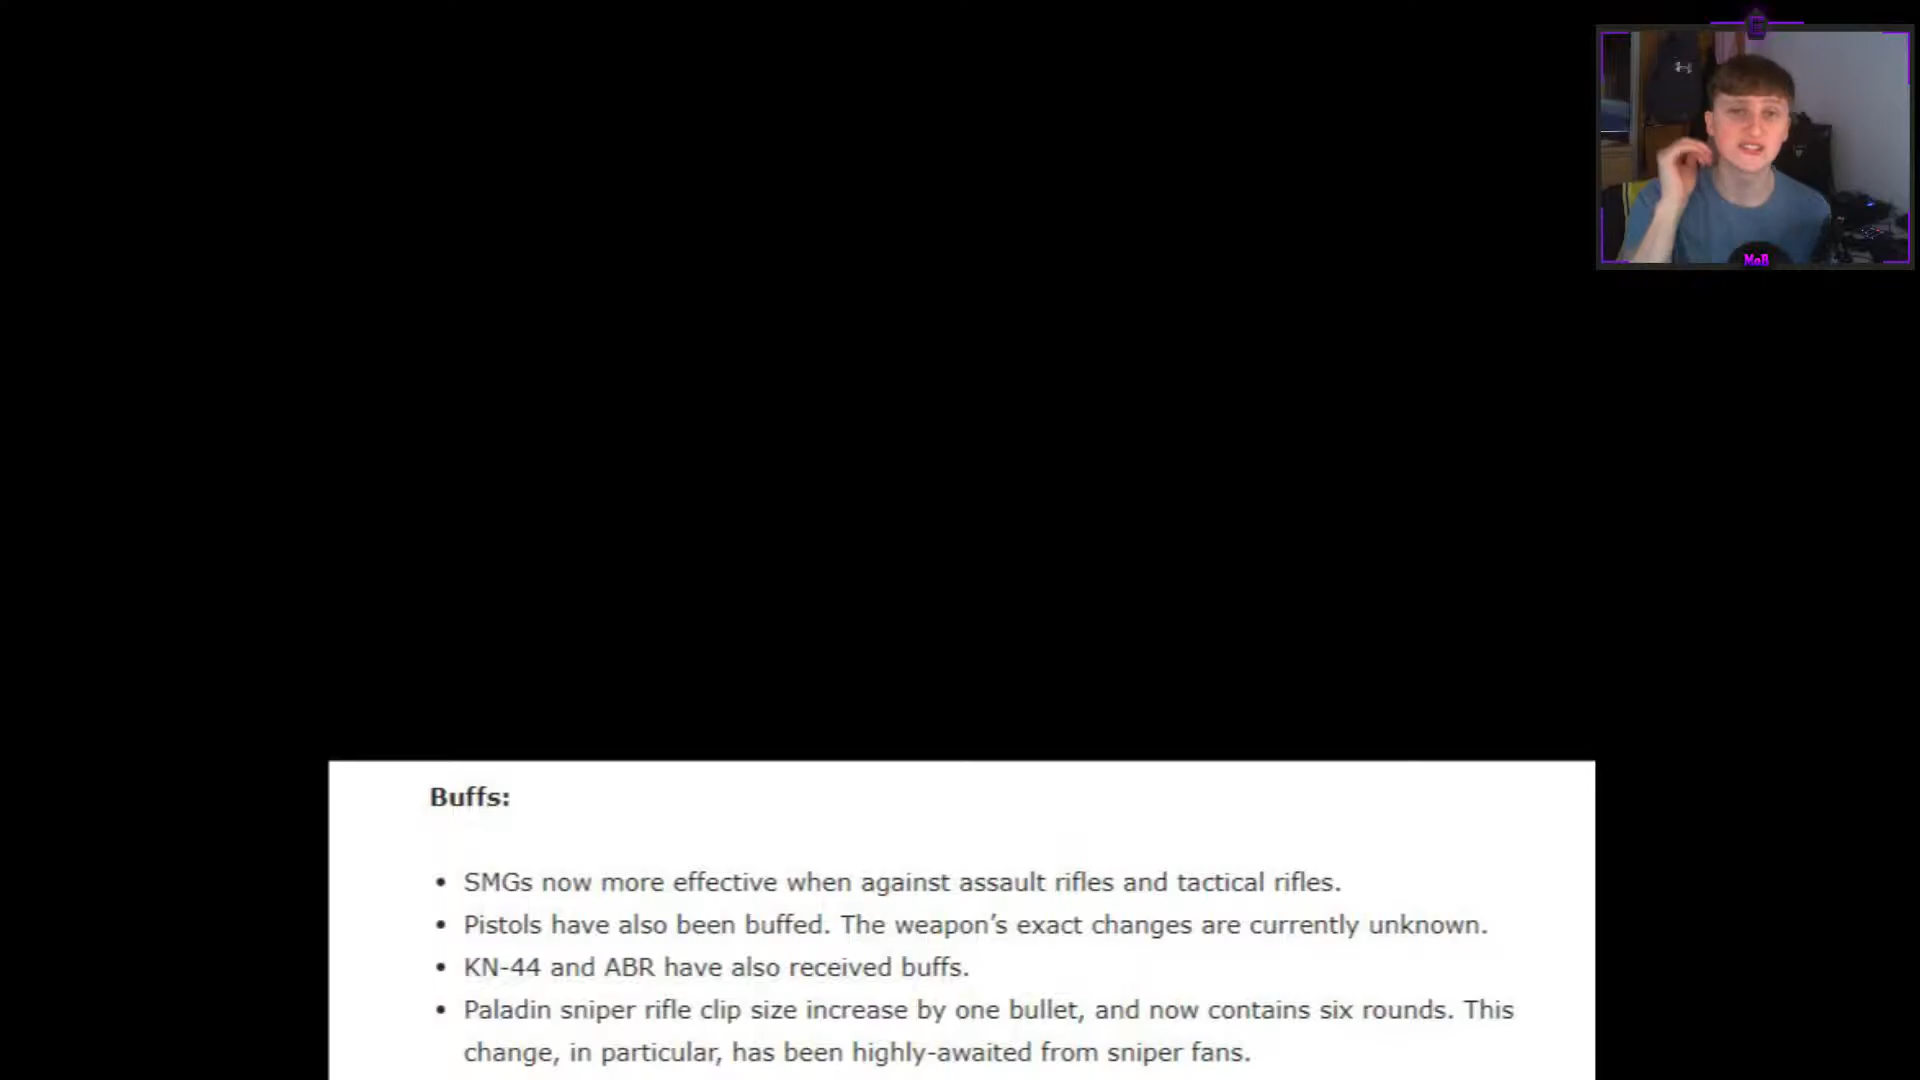 MoB
Buffs:
• SMGs now more effective when against assault rifles and tactical rifles.
• Pistols have also been buffed. The weapon’s exact changes are currently unknown.
• KN-44 and ABR have also received buffs.
• Paladin sniper rifle clip size increase by one bullet, and now contains six rounds. This
change, in particular, has been highly-awaited from sniper fans.